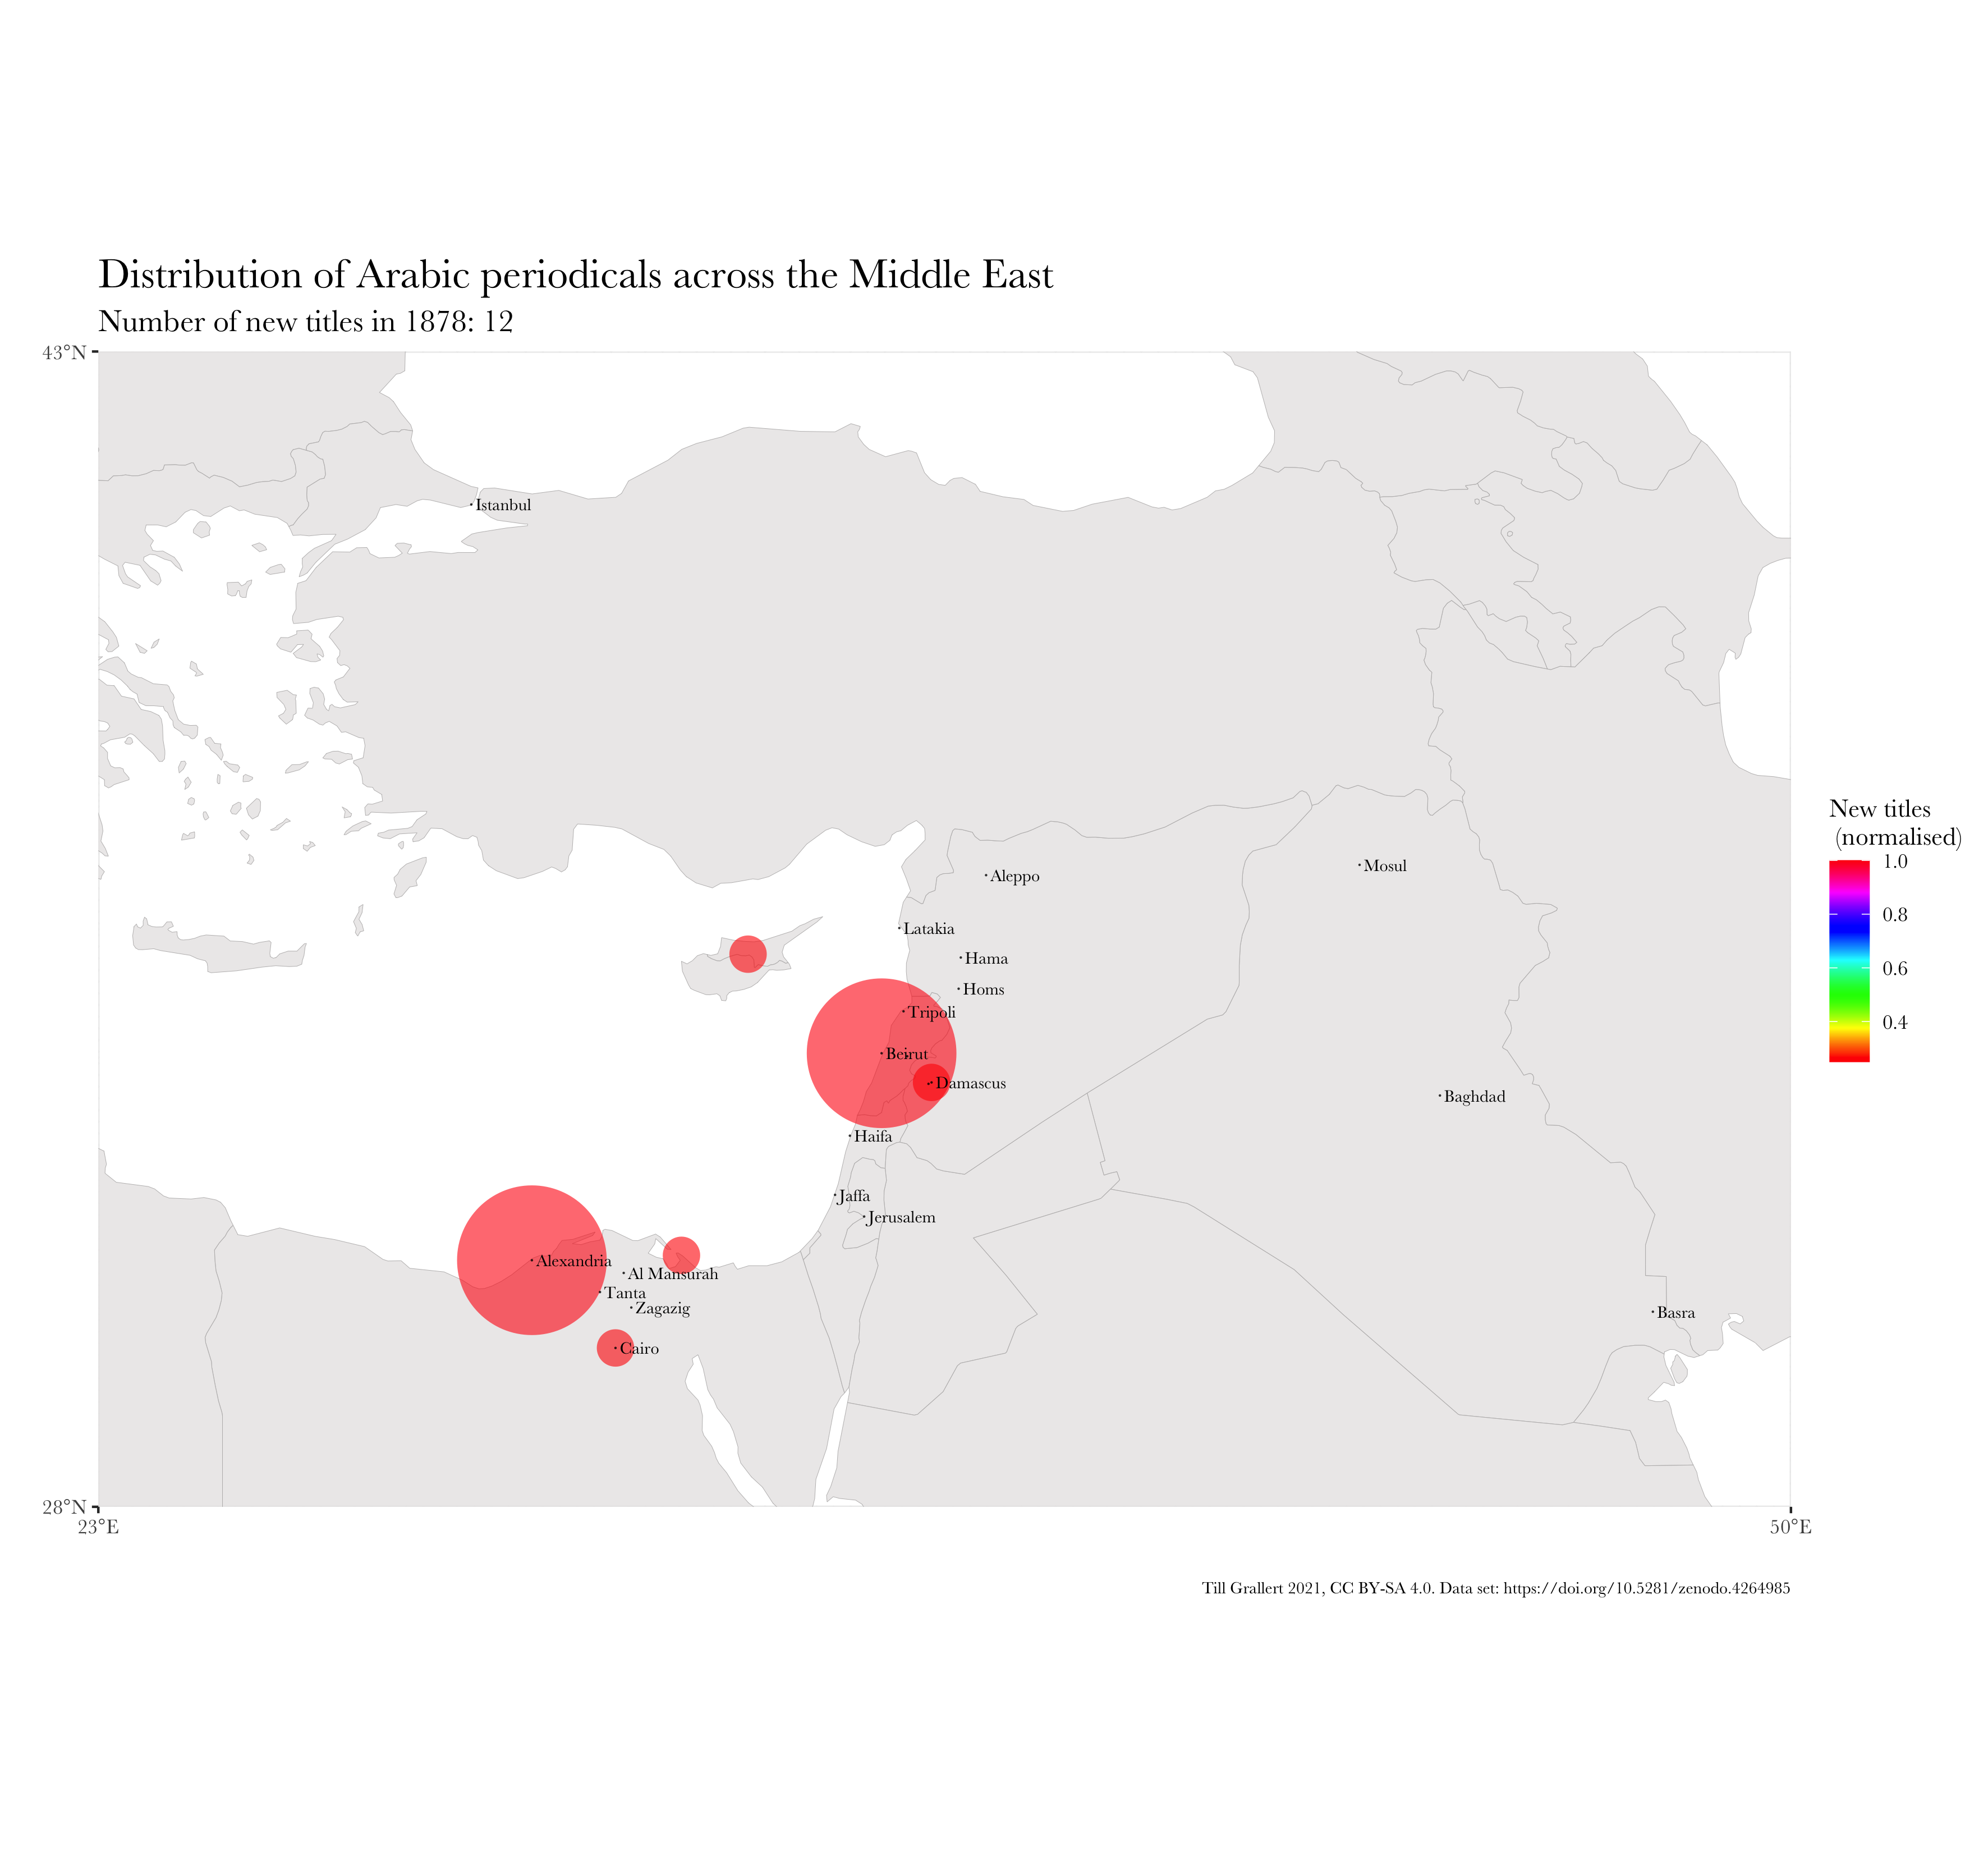 Distribution of Arabic periodicals across the Middle East
Number of new titles in 1878: 12
43°N
Istanbul
New titles
(normalised)
1.0
0.8
0.6
0.4
Mosul
Aleppo
Latakia
Hama
Homs
Tripoli
Beirut
Damascus
Baghdad
Haifa
Jaffa
Jerusalem
Alexandria
Al Mansurah
Tanta
Zagazig
Basra
Cairo
28°N
23°E
50°E
Till Grallert 2021, CC BY-SA 4.0. Data set: https://doi.org/10.5281/zenodo.4264985